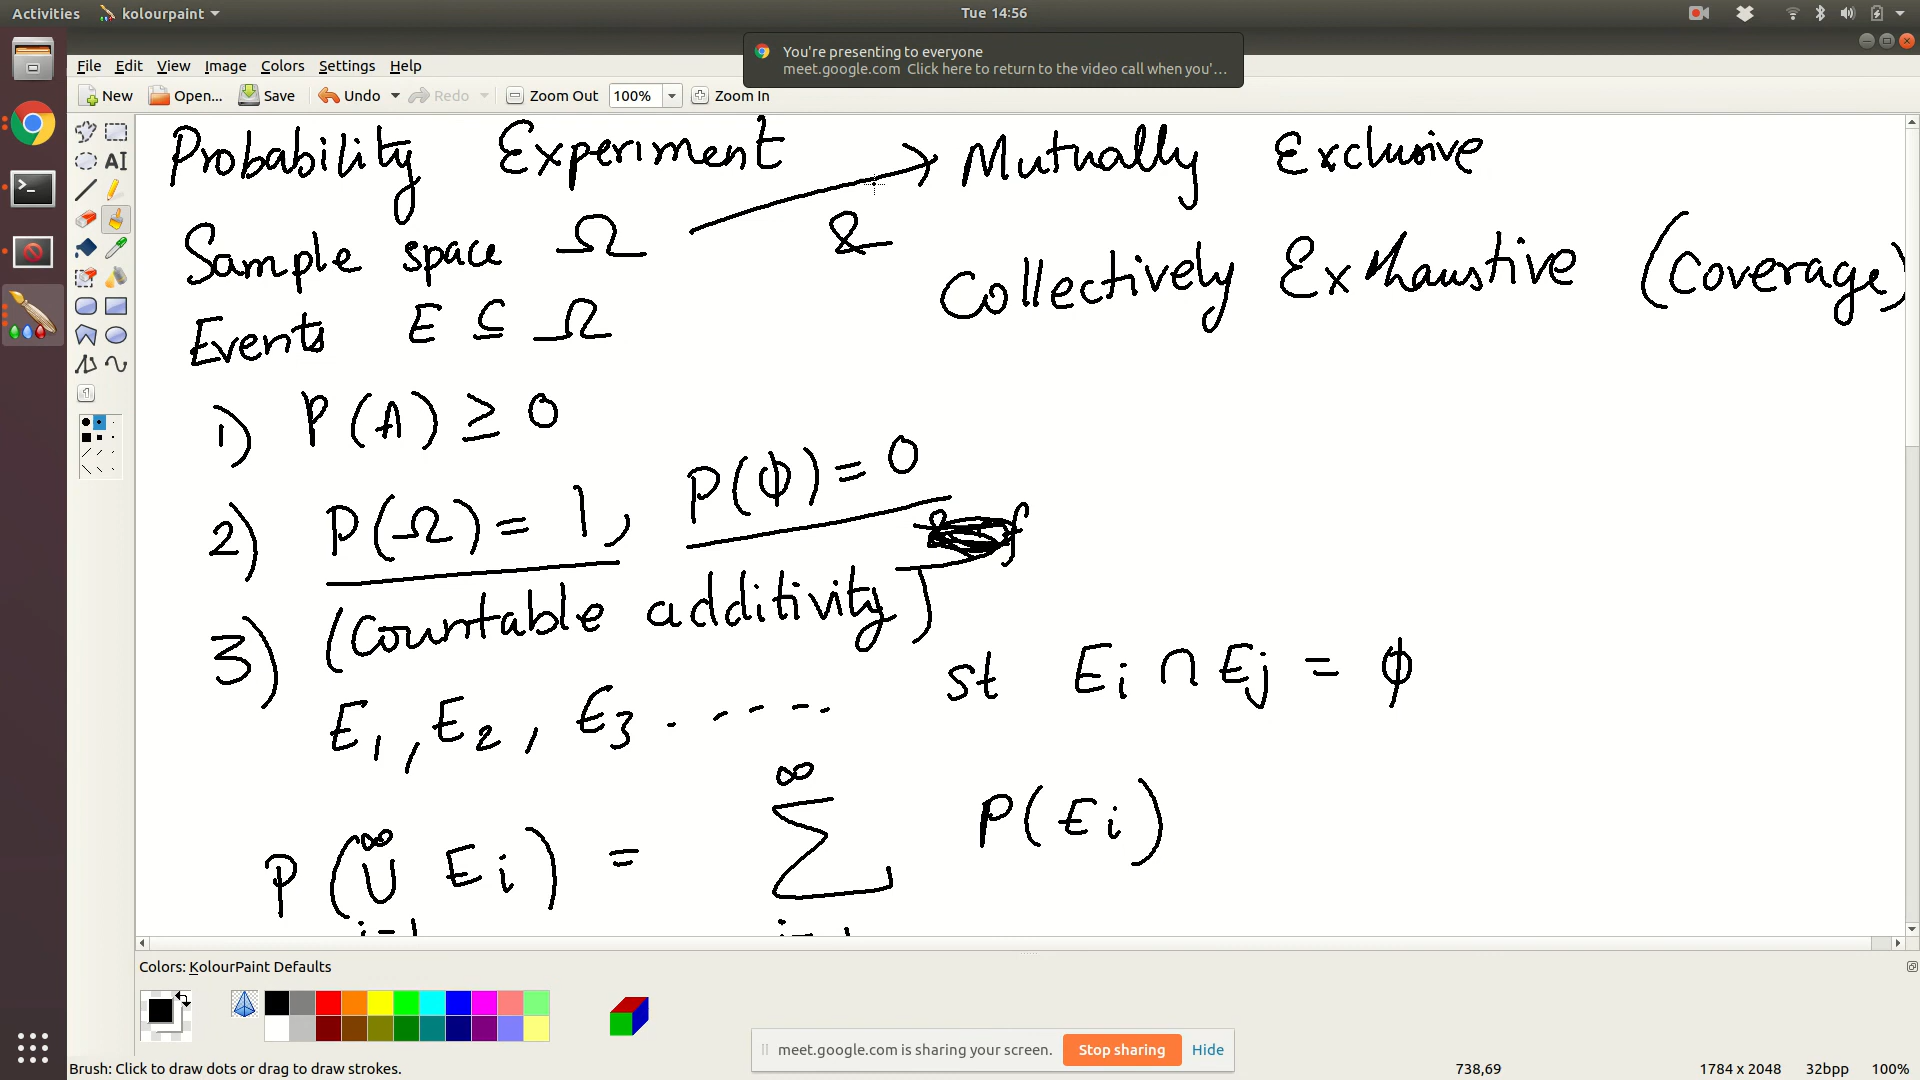 Activities kolourpaint Tue 14:56
You're presenting to everyone
meet.google.com Click here to return to the video call when you'...
File Edit View Image Colors Settings Help
New Open... Save Undo Redo Zoom Out 100% Zoom In
Probability Experiment → Mutually Exclusive
Sample space Ω & Collectively Exhaustive (Coverage)
Events E ⊆ Ω
1) P(A) ≥ 0
2) P(Ω) = 1, P(ϕ) = 0
3) (Countable additivity)
E1, E2, E3 ...... st Ei ∩ Ej = ϕ
P(∞⋃i=1 Ei) = ∞∑i=1 P(Ei)
Colors: KolourPaint Defaults
meet.google.com is sharing your screen. Stop sharing Hide
Brush: Click to draw dots or drag to draw strokes. 738,69 1784 x 2048 32bpp 100%